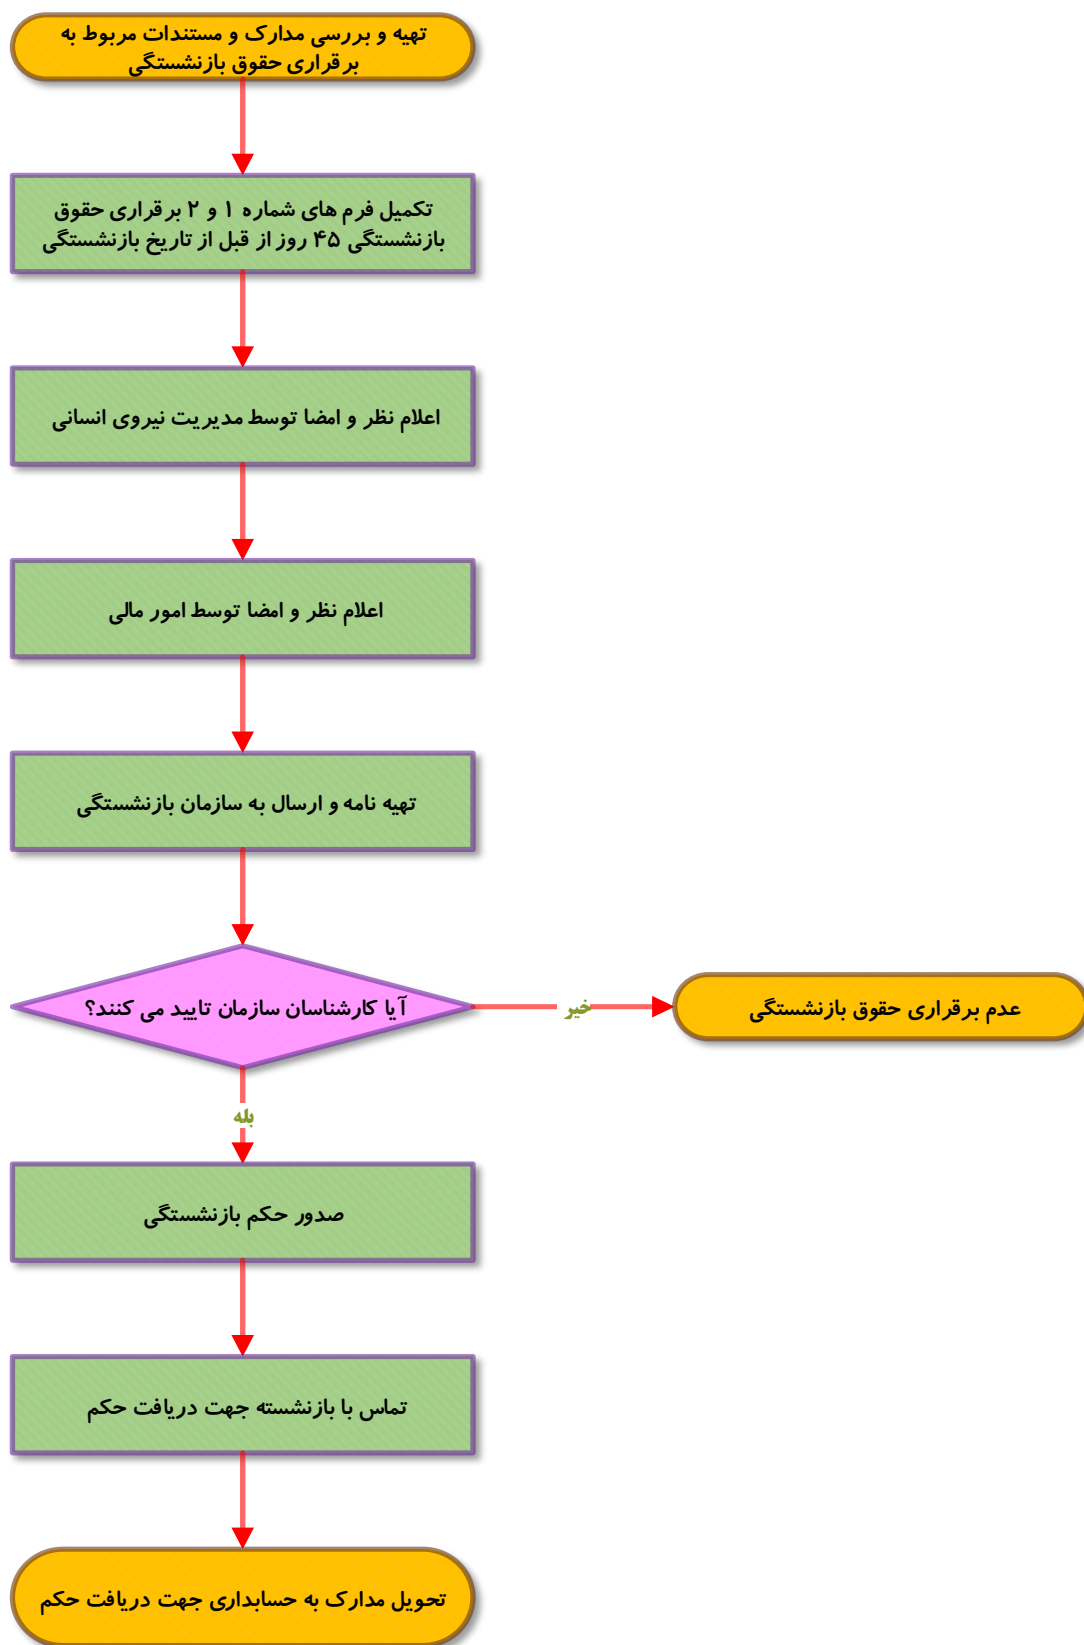 تهیه و بررسی مدارک و مستندات مربوط به
برقراری حقوق بازنشستگی
تکمیل فرم های شماره ۱ و ۲ برقراری حقوق
بازنشستگی ۴۵ روز از قبل از تاریخ بازنشستگی
اعلام نظر و امضا توسط مدیریت نیروی انسانی
اعلام نظر و امضا توسط امور مالی
تهیه نامه و ارسال به سازمان بازنشستگی
آیا کارشناسان سازمان تایید می کنند؟
خیر
عدم برقراری حقوق بازنشستگی
بله
صدور حکم بازنشستگی
تماس با بازنشسته جهت دریافت حکم
تحویل مدارک به حسابداری جهت دریافت حکم